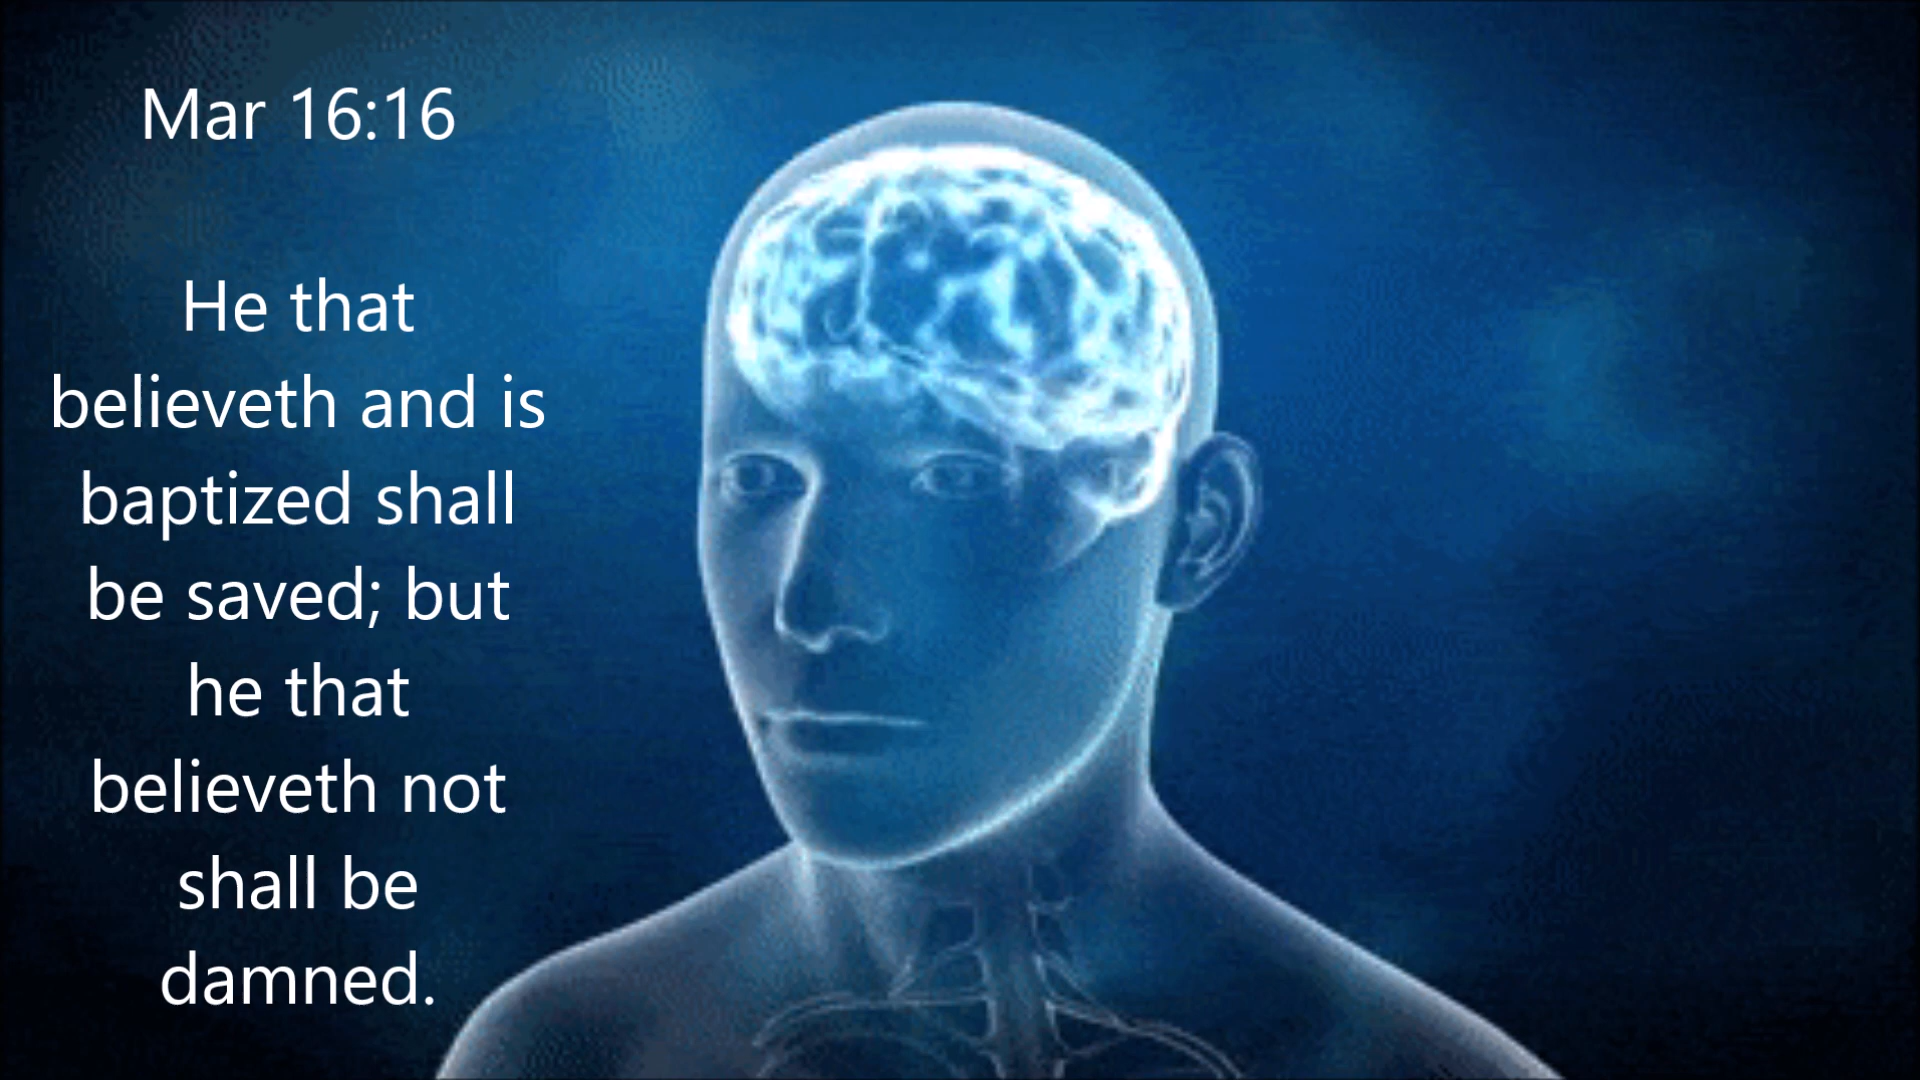 Mar 16:16
He that
believeth and is
baptized shall
be saved; but
he that
believeth not
shall be
damned.